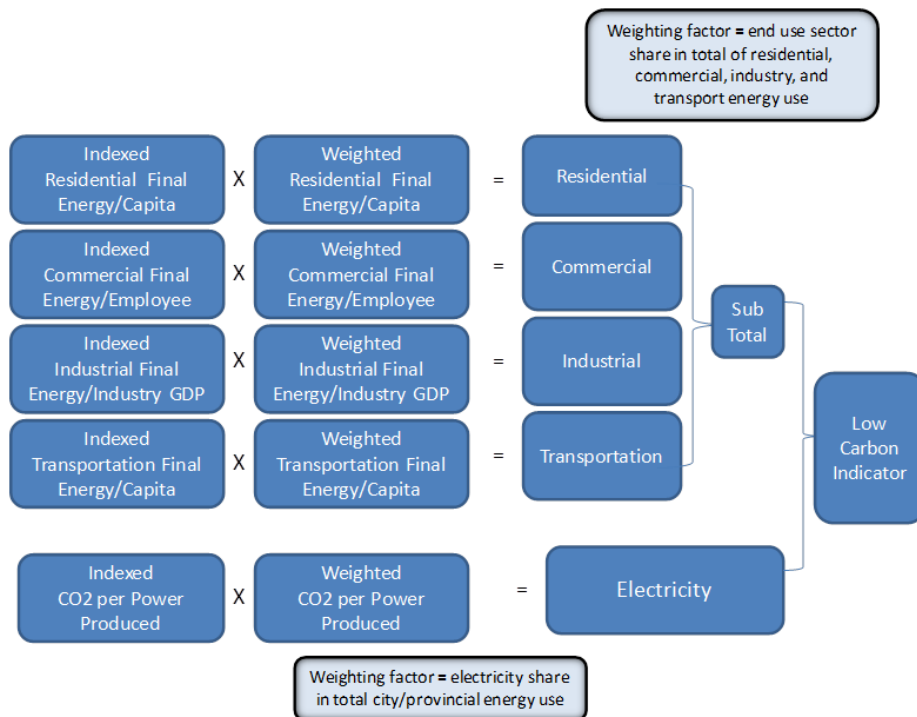 Weighting factor = end use sector
share in total of residential,
commercial, industry, and
transport energy use
Indexed
Residential Final
Energy/Capita
X
Weighted
Residential Final
Energy/Capita
=
Residential
Indexed
Commercial Final
Energy/Employee
X
Weighted
Commercial Final
Energy/Employee
=
Commercial
Indexed
Industrial Final
Energy/Industry GDP
X
Weighted
Industrial Final
Energy/Industry GDP
=
Industrial
Indexed
Transportation Final
Energy/Capita
X
Weighted
Transportation Final
Energy/Capita
=
Transportation
Sub
Total
Low
Carbon
Indicator
Indexed
CO2 per Power
Produced
X
Weighted
CO2 per Power
Produced
=
Electricity
Weighting factor = electricity share
in total city/provincial energy use